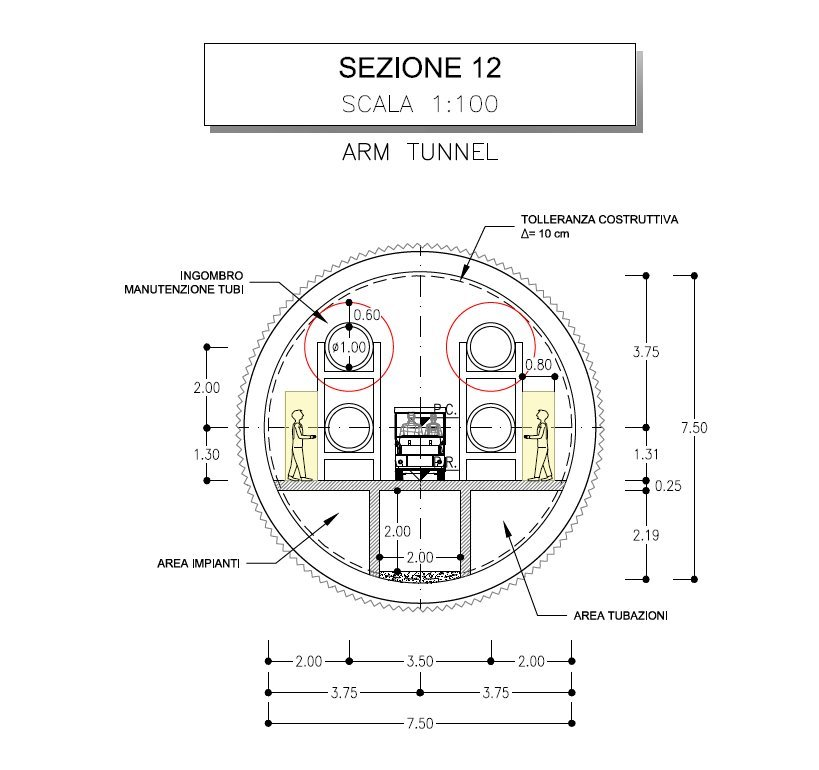 SEZIONE 12
SCALA 1:100
ARM TUNNEL
TOLLERANZA COSTRUTTIVA
Δ= 10 cm
INGOMBRO
MANUTENZIONE TUBI
0.60
ø1.00
0.80
2.00
1.30
P.C.
P.R.
3.75
7.50
1.31
0.25
2.19
2.00
2.00
AREA IMPIANTI
AREA TUBAZIONI
2.00 3.50 2.00
3.75 3.75
7.50